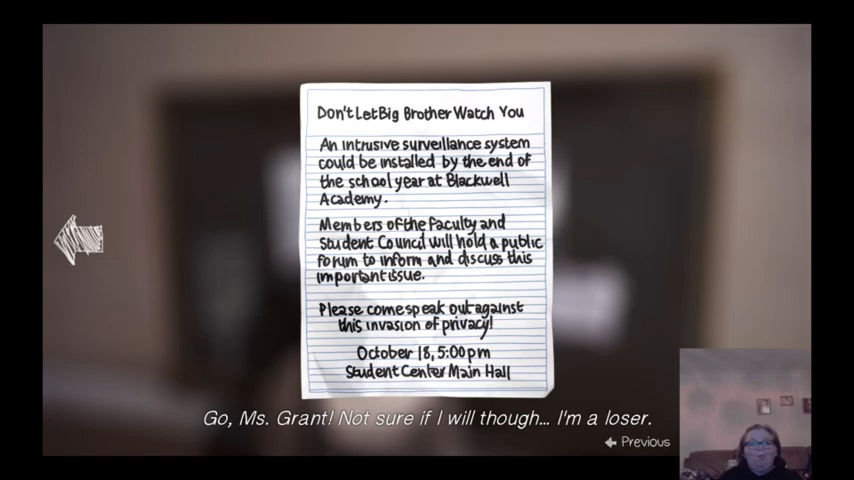 Don't Let Big Brother Watch You
An intrusive surveillance system
could be installed by the end of
the school year at Blackwell
Academy.
Members of the faculty and
Student Council will hold a public
forum to inform and discuss this
important issue.
Please come speak out against
this invasion of privacy!
October 18, 5:00pm
Student Center Main Hall
Go, Ms. Grant! Not sure if I will though... I'm a loser.
Previous